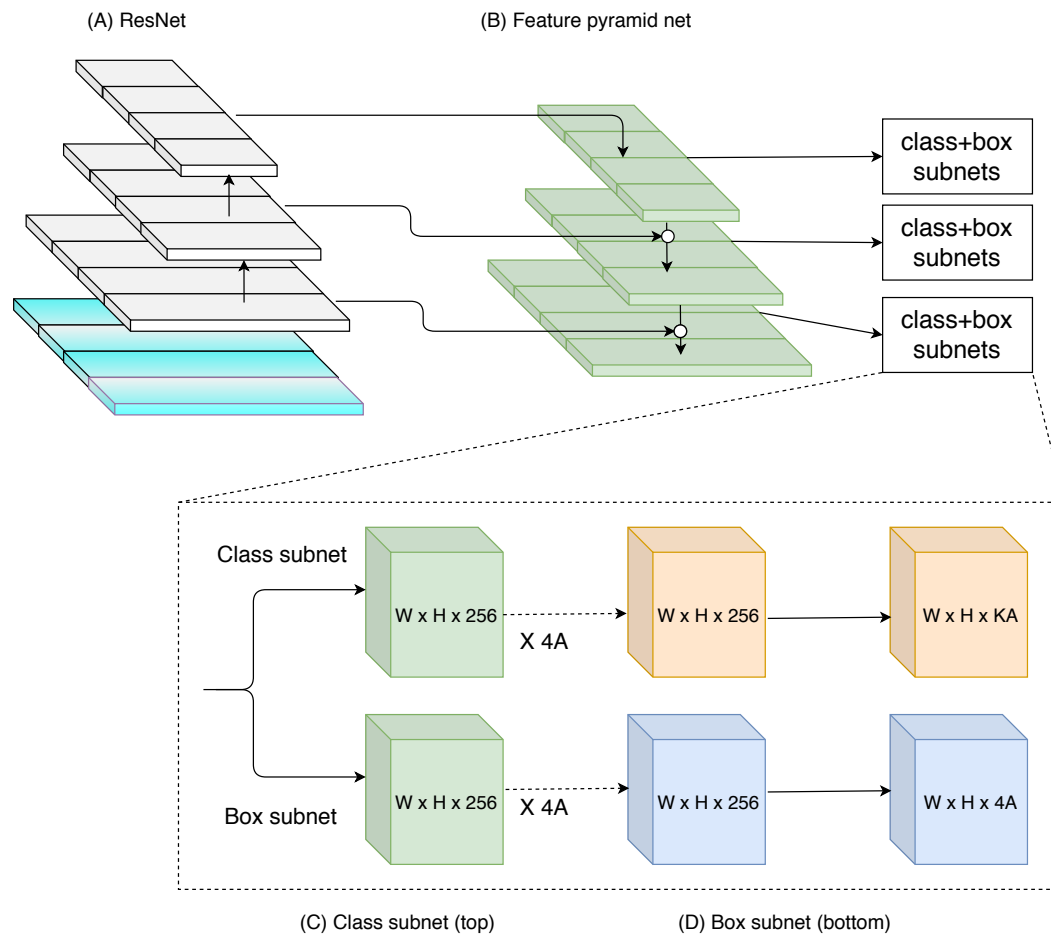 (A) ResNet
(B) Feature pyramid net
class+box
subnets
class+box
subnets
class+box
subnets
Class subnet
W x H x 256
X 4A
W x H x 256
W x H x KA
Box subnet
W x H x 256
X 4A
W x H x 256
W x H x 4A
(C) Class subnet (top)
(D) Box subnet (bottom)